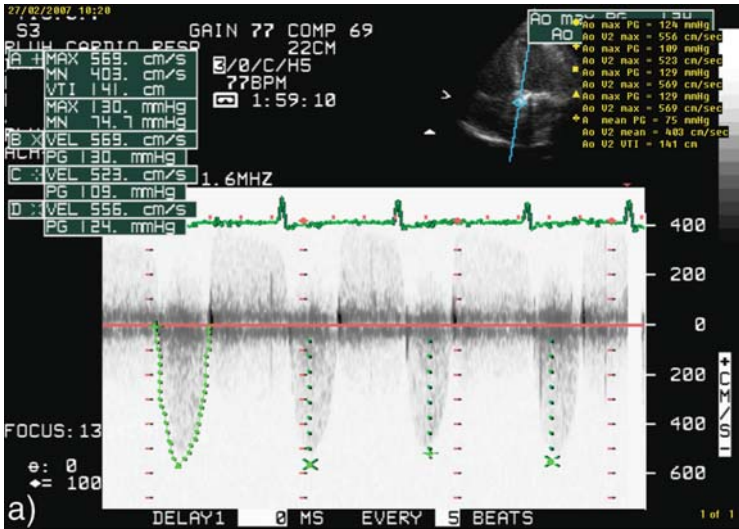 27/02/2007 10:20
S3
GAIN 77 COMP 69
22CM
3/0/C/H5
77BPM
1:59:10
A + MAX 569. cm/s
MN 403. cm/s
VTI 141. cm
MAX 130. mmHg
MN 74.7 mmHg
B X VEL 569. cm/s
PG 130. mmHg
C VEL 523. cm/s
PG 109. mmHg
D VEL 556. cm/s
PG 124. mmHg
1.6MHZ
Ao max PG
Ao
Ao max PG = 124 mmHg
Ao V2 max = 556 cm/sec
Ao max PG = 109 mmHg
Ao V2 max = 523 cm/sec
Ao max PG = 129 mmHg
Ao V2 max = 569 cm/sec
Ao max PG = 129 mmHg
Ao V2 max = 569 cm/sec
A mean PG = 75 mmHg
Ao V2 mean = 403 cm/sec
Ao V2 VTI = 141 cm
400
200
0
200
400
600
+CM/S-
FOCUS: 13
θ: 0
= 100
a)
DELAY1 0 MS EVERY 5 BEATS
1 of 1